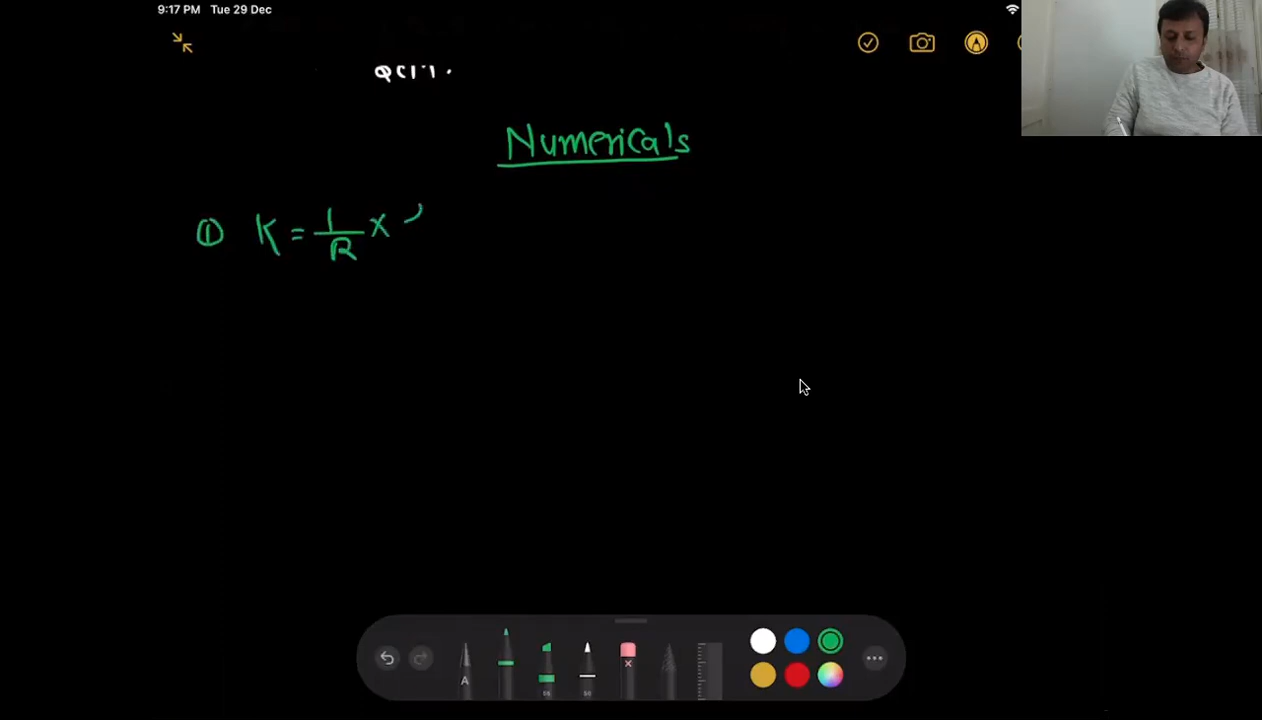 9:17 PM Tue 29 Dec
Numericals
① K = 1/R x
A